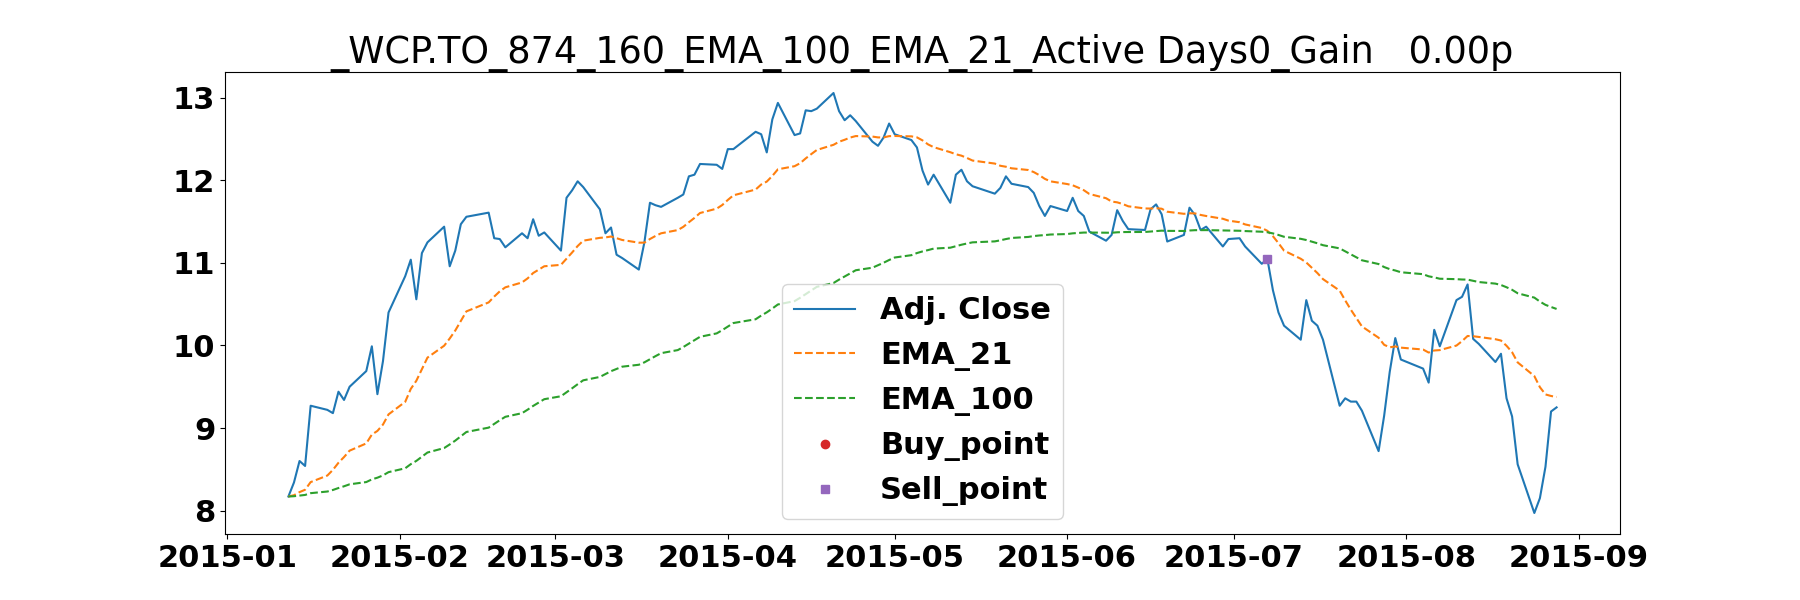 _WCP.TO_874_160_EMA_100_EMA_21_Active Days0_Gain   0.00p
13
12
11
10
9
8
Adj. Close
EMA_21
EMA_100
Buy_point
Sell_point
2015-01 2015-02 2015-03 2015-04 2015-05 2015-06 2015-07 2015-08 2015-09